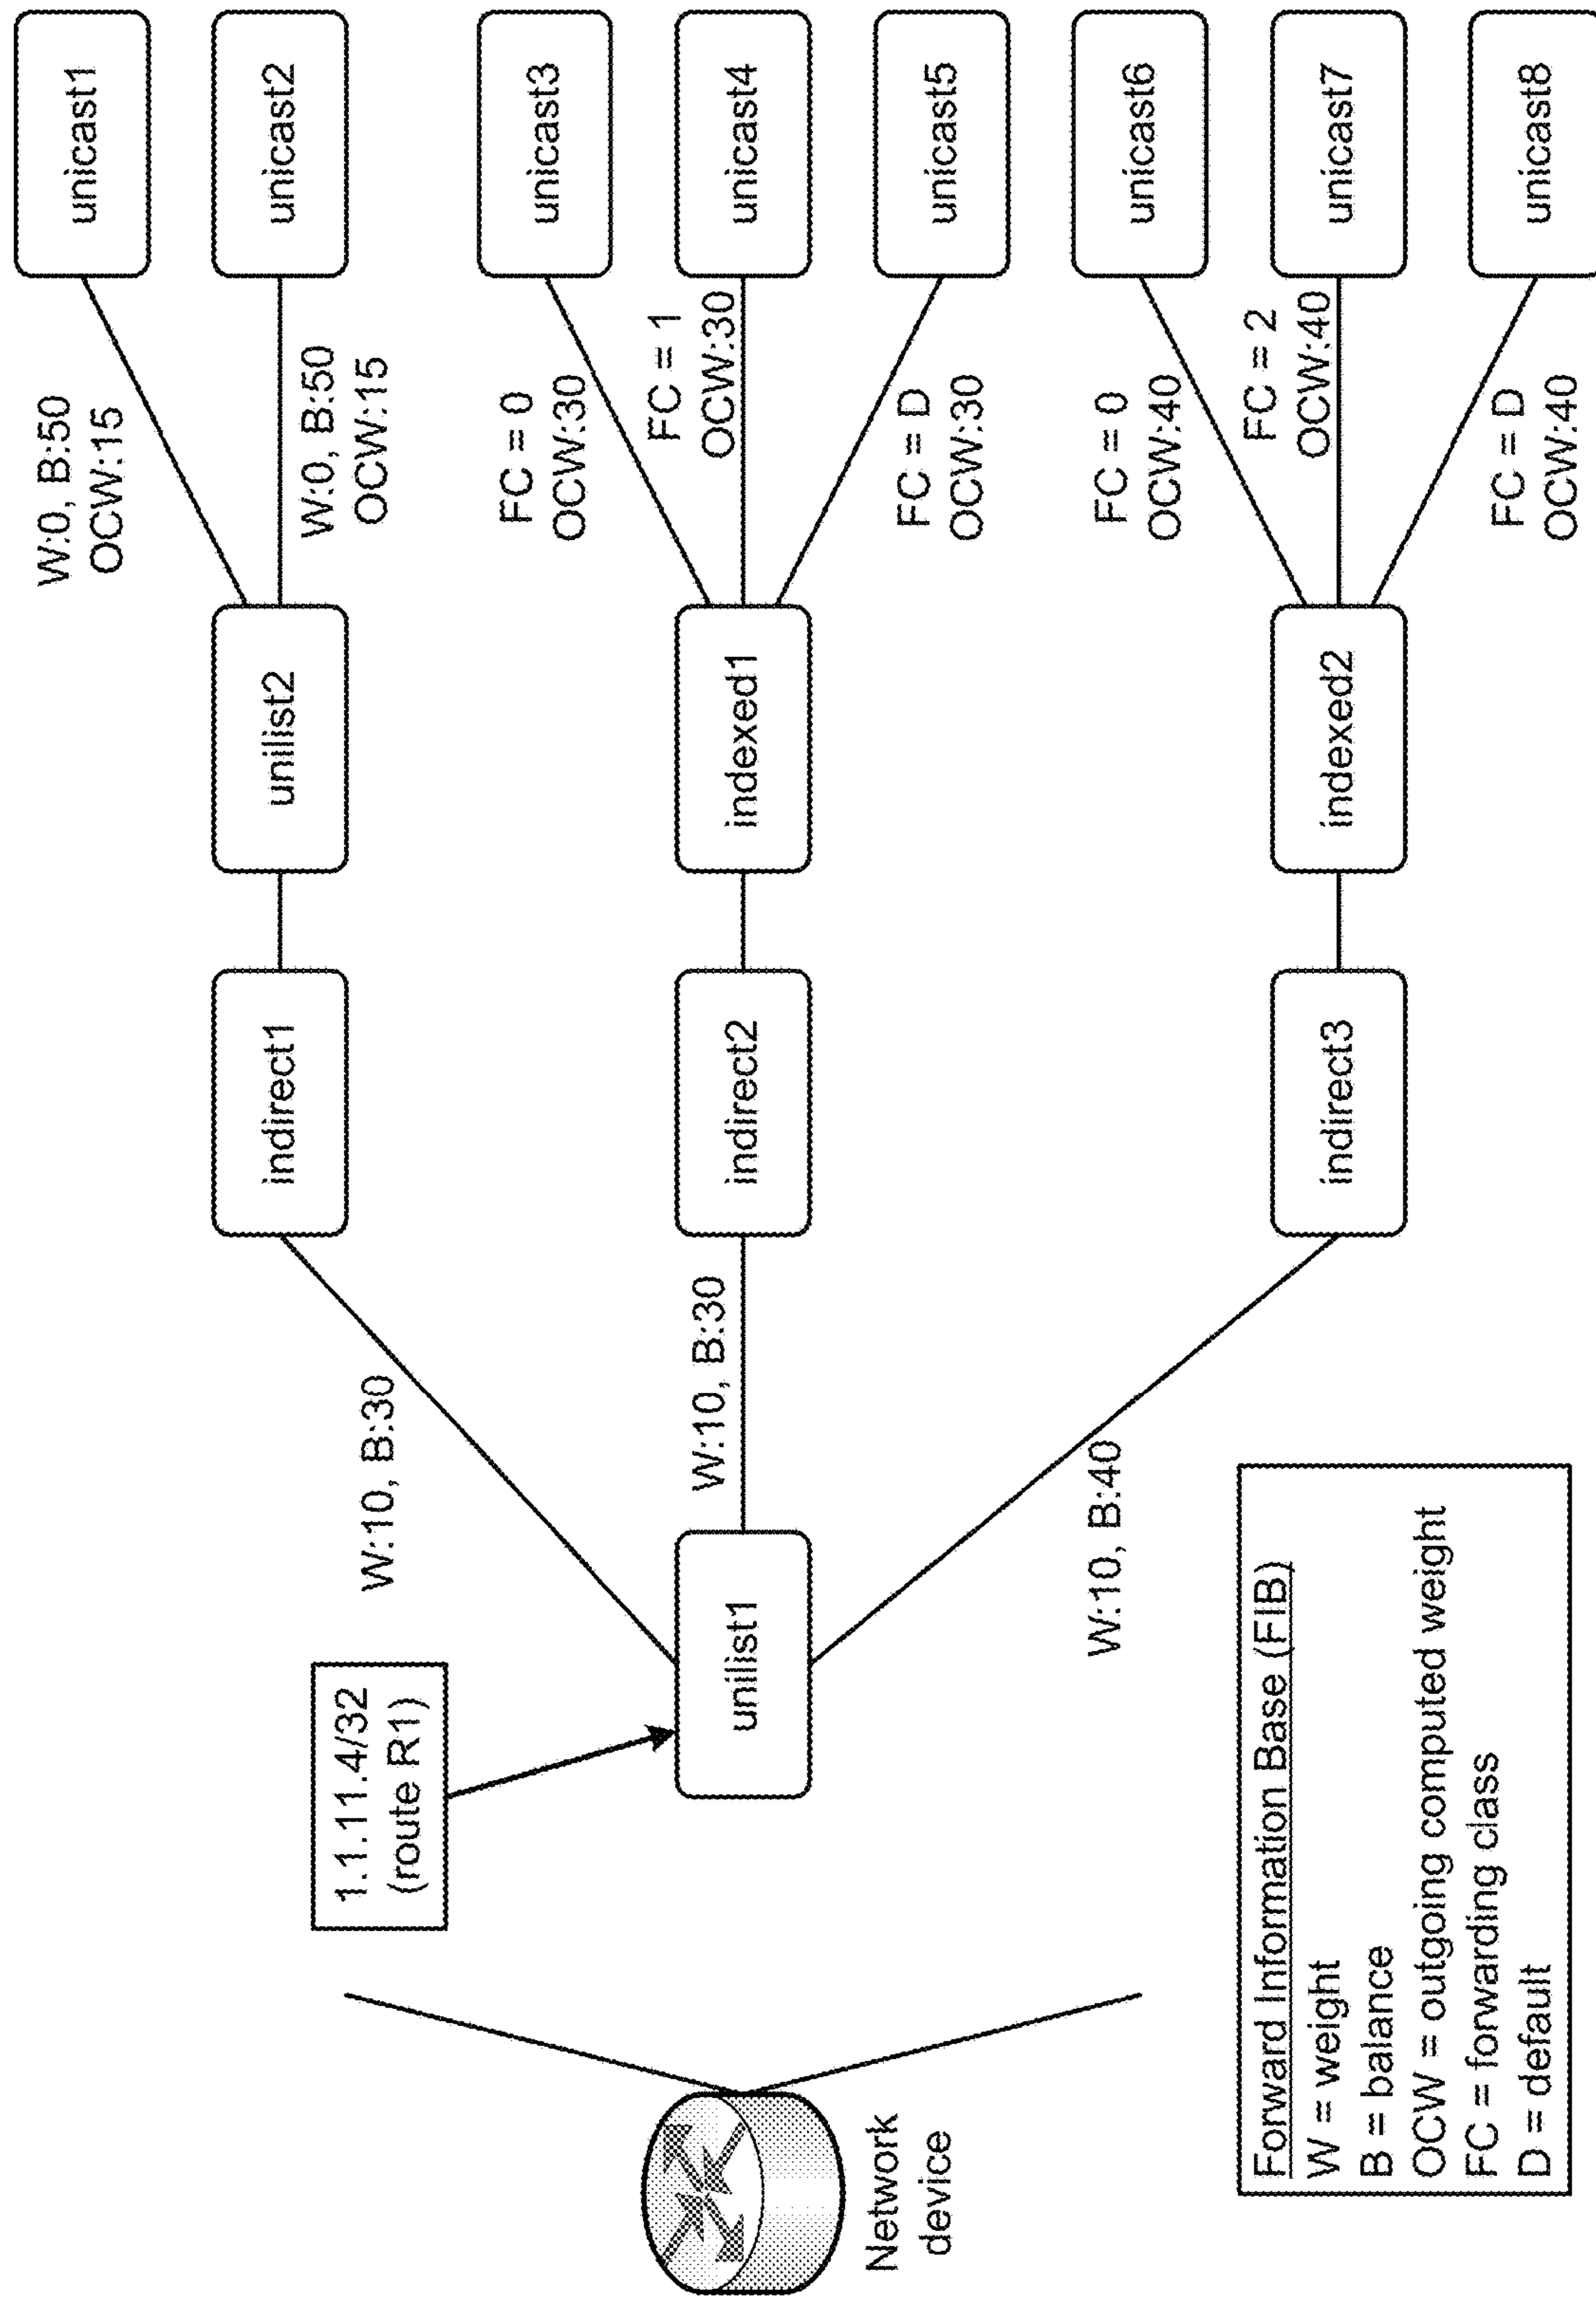 1.1.11.4/32
(route R1)
Network
device
unilist1
W:10, B:30
W:10, B:30
W:10, B:40
indirect1
indirect2
indirect3
unilist2
indexed1
indexed2
W:0, B:50
OCW:15
W:0, B:50
OCW:15
FC = 0
OCW:30
FC = 1
OCW:30
FC = D
OCW:30
FC = 0
OCW:40
FC = 2
OCW:40
FC = D
OCW:40
unicast1
unicast2
unicast3
unicast4
unicast5
unicast6
unicast7
unicast8
Forward Information Base (FIB)
W = weight
B = balance
OCW = outgoing computed weight
FC = forwarding class
D = default